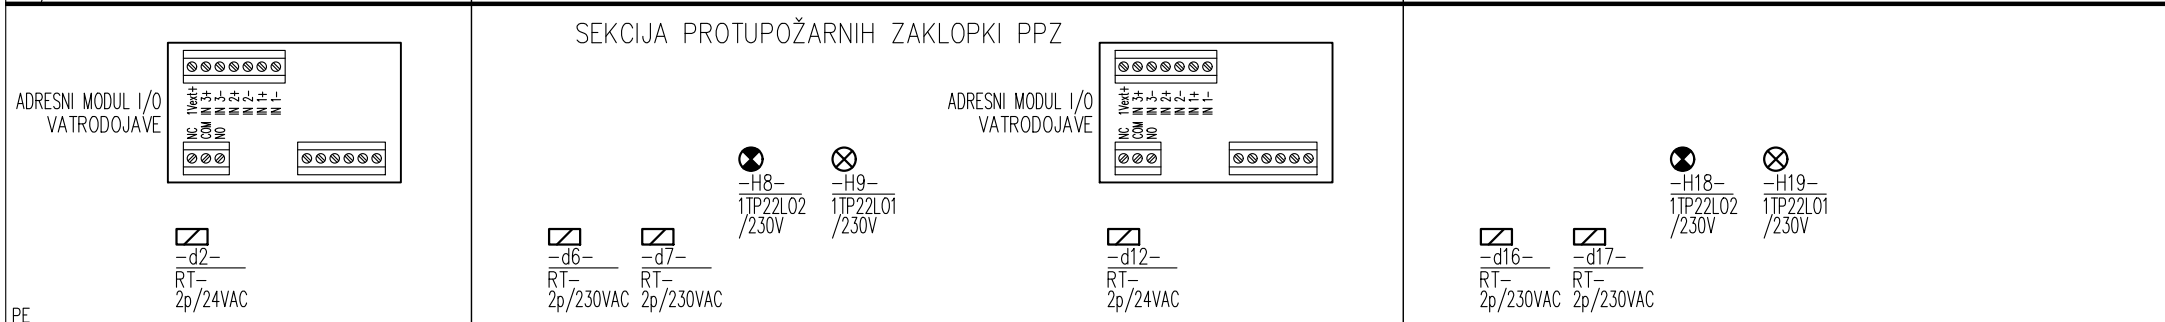 SEKCIJA PROTUPOŽARNIH ZAKLOPKI PPZ
ADRESNI MODUL I/O
VATRODOJAVE
1Vext+
IN 3+
IN 3-
IN 2+
IN 2-
IN 1+
IN 1-
NC
COM
NO
-d2-
RT-
2p/24VAC
PE
-d6-
RT-
2p/230VAC
-d7-
RT-
2p/230VAC
-H8-
1TP22L02
/230V
-H9-
1TP22L01
/230V
ADRESNI MODUL I/O
VATRODOJAVE
1Vext+
IN 3+
IN 3-
IN 2+
IN 2-
IN 1+
IN 1-
NC
COM
NO
-d12-
RT-
2p/24VAC
-d16-
RT-
2p/230VAC
-d17-
RT-
2p/230VAC
-H18-
1TP22L02
/230V
-H19-
1TP22L01
/230V